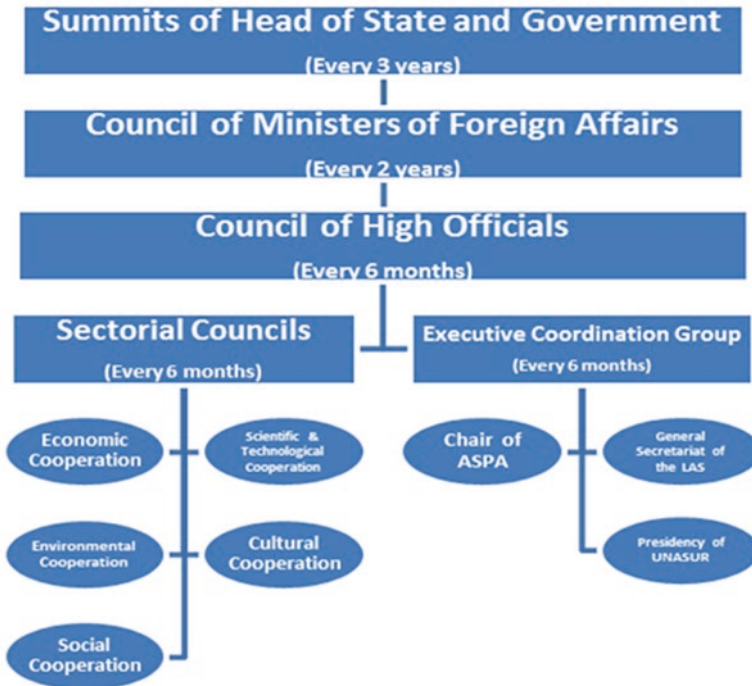 Summits of Head of State and Government
(Every 3 years)
Council of Ministers of Foreign Affairs
(Every 2 years)
Council of High Officials
(Every 6 months)
Sectorial Councils
(Every 6 months)
Executive Coordination Group
(Every 6 months)
Economic
Cooperation
Scientific &
Technological
Cooperation
Chair of
ASPA
General
Secretariat of
the LAS
Environmental
Cooperation
Cultural
Cooperation
Presidency of
UNASUR
Social
Cooperation